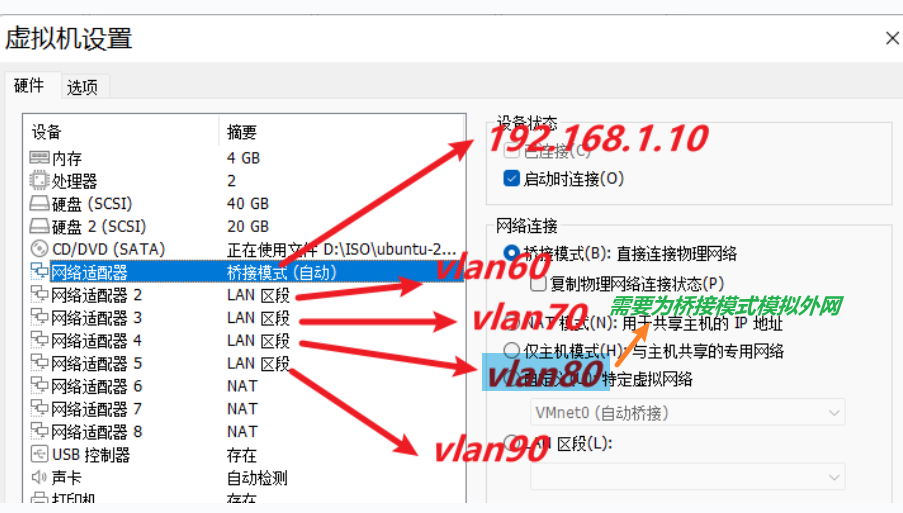 虚拟机设置
硬件 选项
设备 摘要
内存 4 GB
处理器 2
硬盘 (SCSI) 40 GB
硬盘 2 (SCSI) 20 GB
CD/DVD (SATA) 正在使用文件 D:\ISO\ubuntu-2...
网络适配器 桥接模式 (自动)
网络适配器 2 LAN 区段
网络适配器 3 LAN 区段
网络适配器 4 LAN 区段
网络适配器 5 LAN 区段
网络适配器 6 NAT
网络适配器 7 NAT
网络适配器 8 NAT
USB 控制器 存在
声卡 自动检测
打印机 存在
设备状态
192.168.1.10
已连接(C)
启动时连接(O)
网络连接
桥接模式(B): 直接连接物理网络
vlan60
复制物理网络连接状态(P)
需要为桥接模式模拟外网
vlan70
NAT 模式(N): 用于共享主机的 IP 地址
仅主机模式(H): 与主机共享的专用网络
vlan80
特定虚拟网络
VMnet0 (自动桥接)
vlan90
LAN 区段(L):